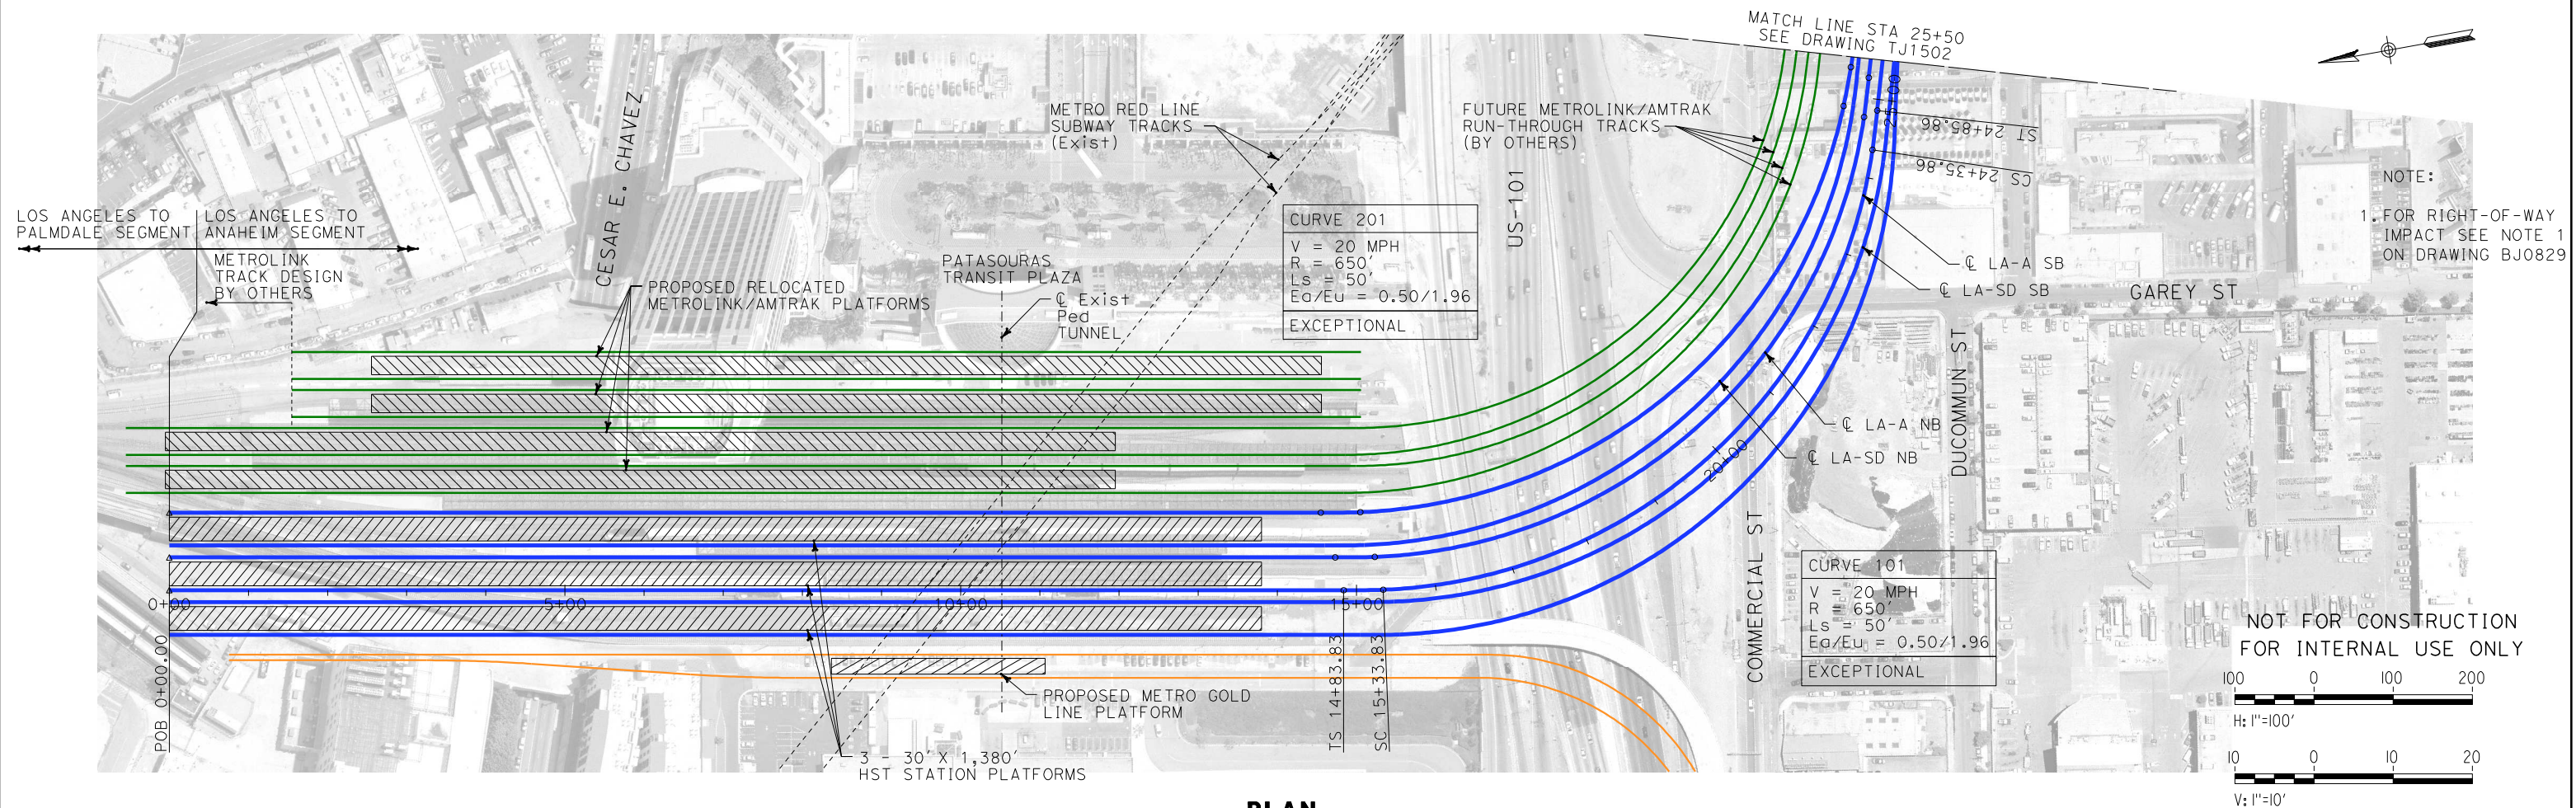 MATCH LINE STA 25+50
SEE DRAWING TJ1502
METRO RED LINE
SUBWAY TRACKS
(Exist)
FUTURE METROLINK/AMTRAK
RUN-THROUGH TRACKS
(BY OTHERS)
CESAR E. CHAVEZ
US-101
ST 24+85.86
CS 24+35.86
NOTE:
1. FOR RIGHT-OF-WAY
IMPACT SEE NOTE 1
ON DRAWING BJ0829
LOS ANGELES TO
PALMDALE SEGMENT
LOS ANGELES TO
ANAHEIM SEGMENT
METROLINK
TRACK DESIGN
BY OTHERS
CURVE 201
V = 20 MPH
R = 650'
Ls = 50'
Ea/Eu = 0.50/1.96
EXCEPTIONAL
PATASOURAS
TRANSIT PLAZA
℄ Exist
Ped
TUNNEL
PROPOSED RELOCATED
METROLINK/AMTRAK PLATFORMS
℄ LA-A SB
℄ LA-SD SB
GAREY ST
DUCOMMUN ST
℄ LA-A NB
℄ LA-SD NB
20+00
COMMERCIAL ST
CURVE 101
V = 20 MPH
R = 650'
Ls = 50'
Ea/Eu = 0.50/1.96
EXCEPTIONAL
0+00
5+00
10+00
15+00
POB 0+00.00
TS 14+83.83
SC 15+33.83
PROPOSED METRO GOLD
LINE PLATFORM
3 - 30' X 1,380'
HST STATION PLATFORMS
NOT FOR CONSTRUCTION
FOR INTERNAL USE ONLY
100 0 100 200
H: 1"=100'
10 0 10 20
V: 1"=10'
PLAN